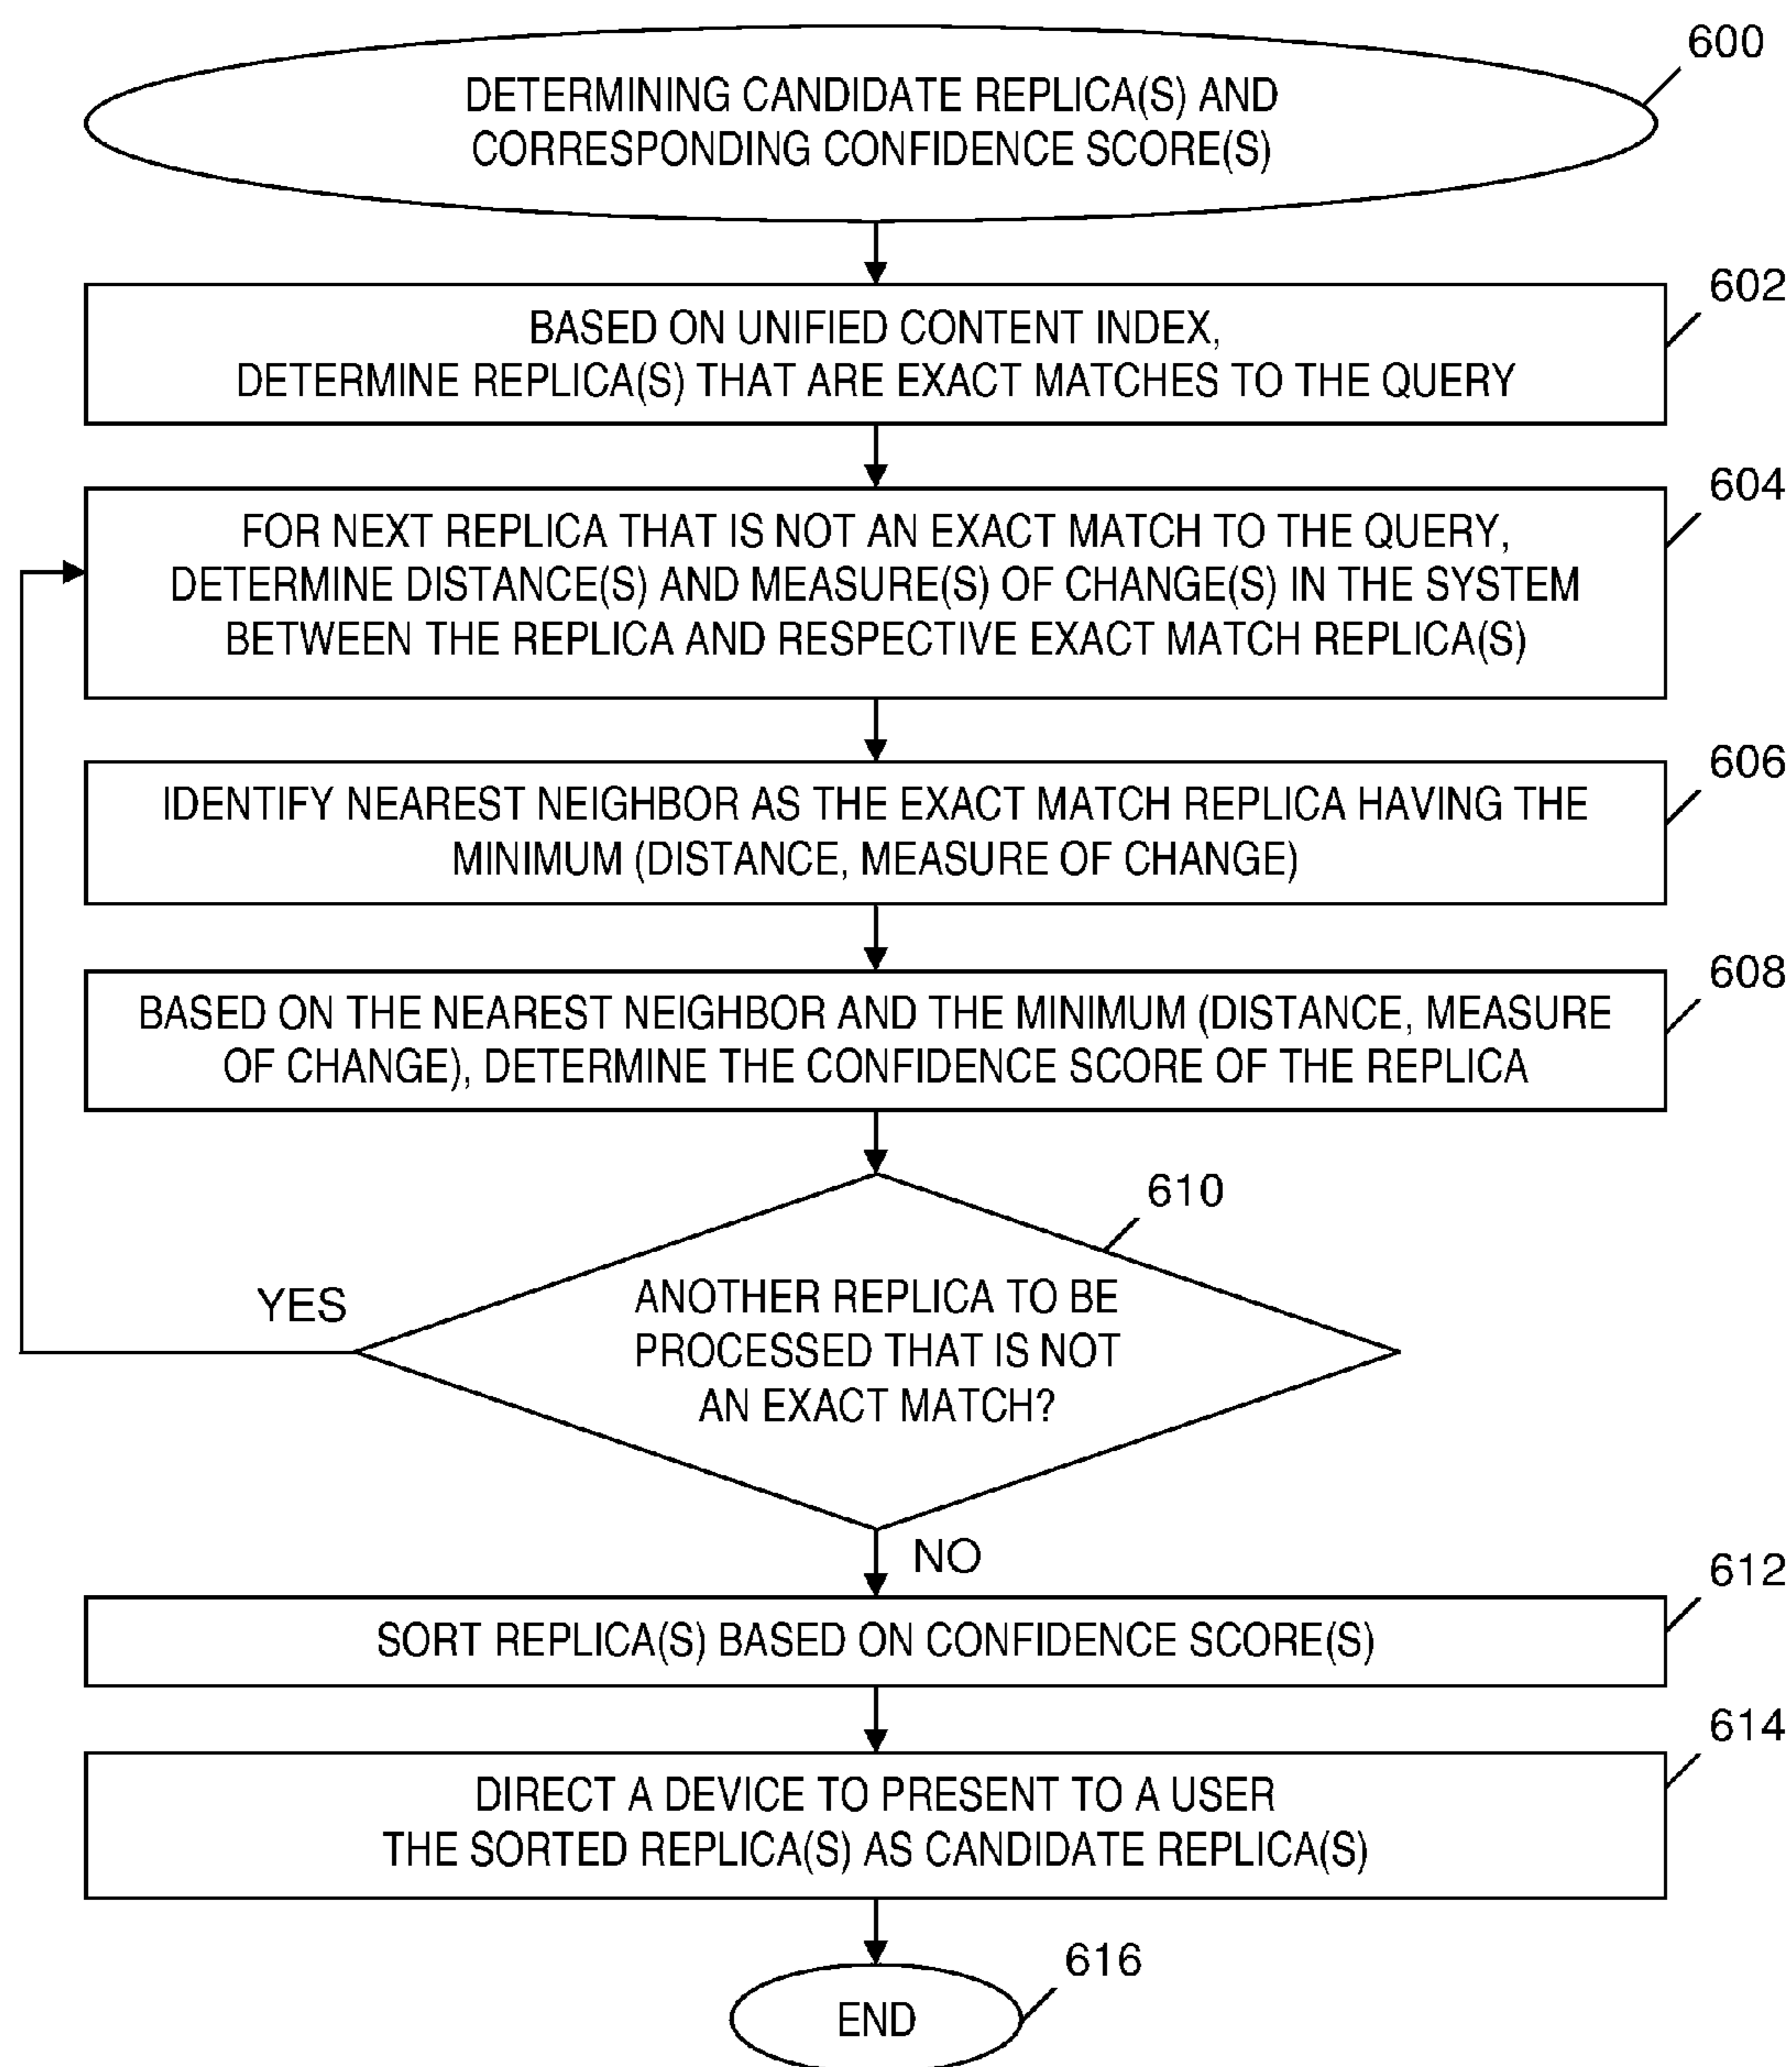 600
DETERMINING CANDIDATE REPLICA(S) AND
CORRESPONDING CONFIDENCE SCORE(S)
602
BASED ON UNIFIED CONTENT INDEX,
DETERMINE REPLICA(S) THAT ARE EXACT MATCHES TO THE QUERY
604
FOR NEXT REPLICA THAT IS NOT AN EXACT MATCH TO THE QUERY,
DETERMINE DISTANCE(S) AND MEASURE(S) OF CHANGE(S) IN THE SYSTEM
BETWEEN THE REPLICA AND RESPECTIVE EXACT MATCH REPLICA(S)
606
IDENTIFY NEAREST NEIGHBOR AS THE EXACT MATCH REPLICA HAVING THE
MINIMUM (DISTANCE, MEASURE OF CHANGE)
608
BASED ON THE NEAREST NEIGHBOR AND THE MINIMUM (DISTANCE, MEASURE
OF CHANGE), DETERMINE THE CONFIDENCE SCORE OF THE REPLICA
610
YES
ANOTHER REPLICA TO BE
PROCESSED THAT IS NOT
AN EXACT MATCH?
NO
612
SORT REPLICA(S) BASED ON CONFIDENCE SCORE(S)
614
DIRECT A DEVICE TO PRESENT TO A USER
THE SORTED REPLICA(S) AS CANDIDATE REPLICA(S)
616
END